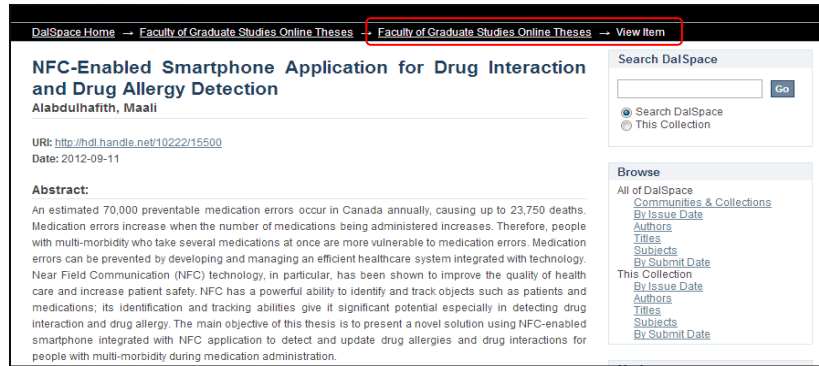 DalSpace Home → Faculty of Graduate Studies Online Theses → Faculty of Graduate Studies Online Theses → View Item
NFC-Enabled Smartphone Application for Drug Interaction
and Drug Allergy Detection
Alabdulhafith, Maali
URI: http://hdl.handle.net/10222/15500
Date: 2012-09-11
Abstract:
An estimated 70,000 preventable medication errors occur in Canada annually, causing up to 23,750 deaths.
Medication errors increase when the number of medications being administered increases. Therefore, people
with multi-morbidity who take several medications at once are more vulnerable to medication errors. Medication
errors can be prevented by developing and managing an efficient healthcare system integrated with technology.
Near Field Communication (NFC) technology, in particular, has been shown to improve the quality of health
care and increase patient safety. NFC has a powerful ability to identify and track objects such as patients and
medications; its identification and tracking abilities give it significant potential especially in detecting drug
interaction and drug allergy. The main objective of this thesis is to present a novel solution using NFC-enabled
smartphone integrated with NFC application to detect and update drug allergies and drug interactions for
people with multi-morbidity during medication administration.
Search DalSpace
Go
Search DalSpace
This Collection
Browse
All of DalSpace
Communities & Collections
By Issue Date
Authors
Titles
Subjects
By Submit Date
This Collection
By Issue Date
Authors
Titles
Subjects
By Submit Date